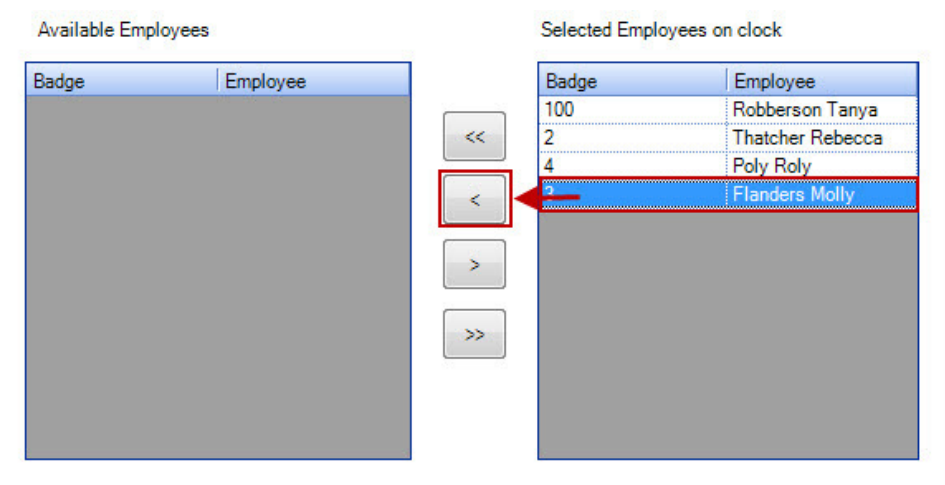 Available Employees
Selected Employees on clock
Badge Employee
Badge Employee
100 Robberson Tanya
2 Thatcher Rebecca
4 Poly Roly
Flanders Molly
<<
<
>
>>